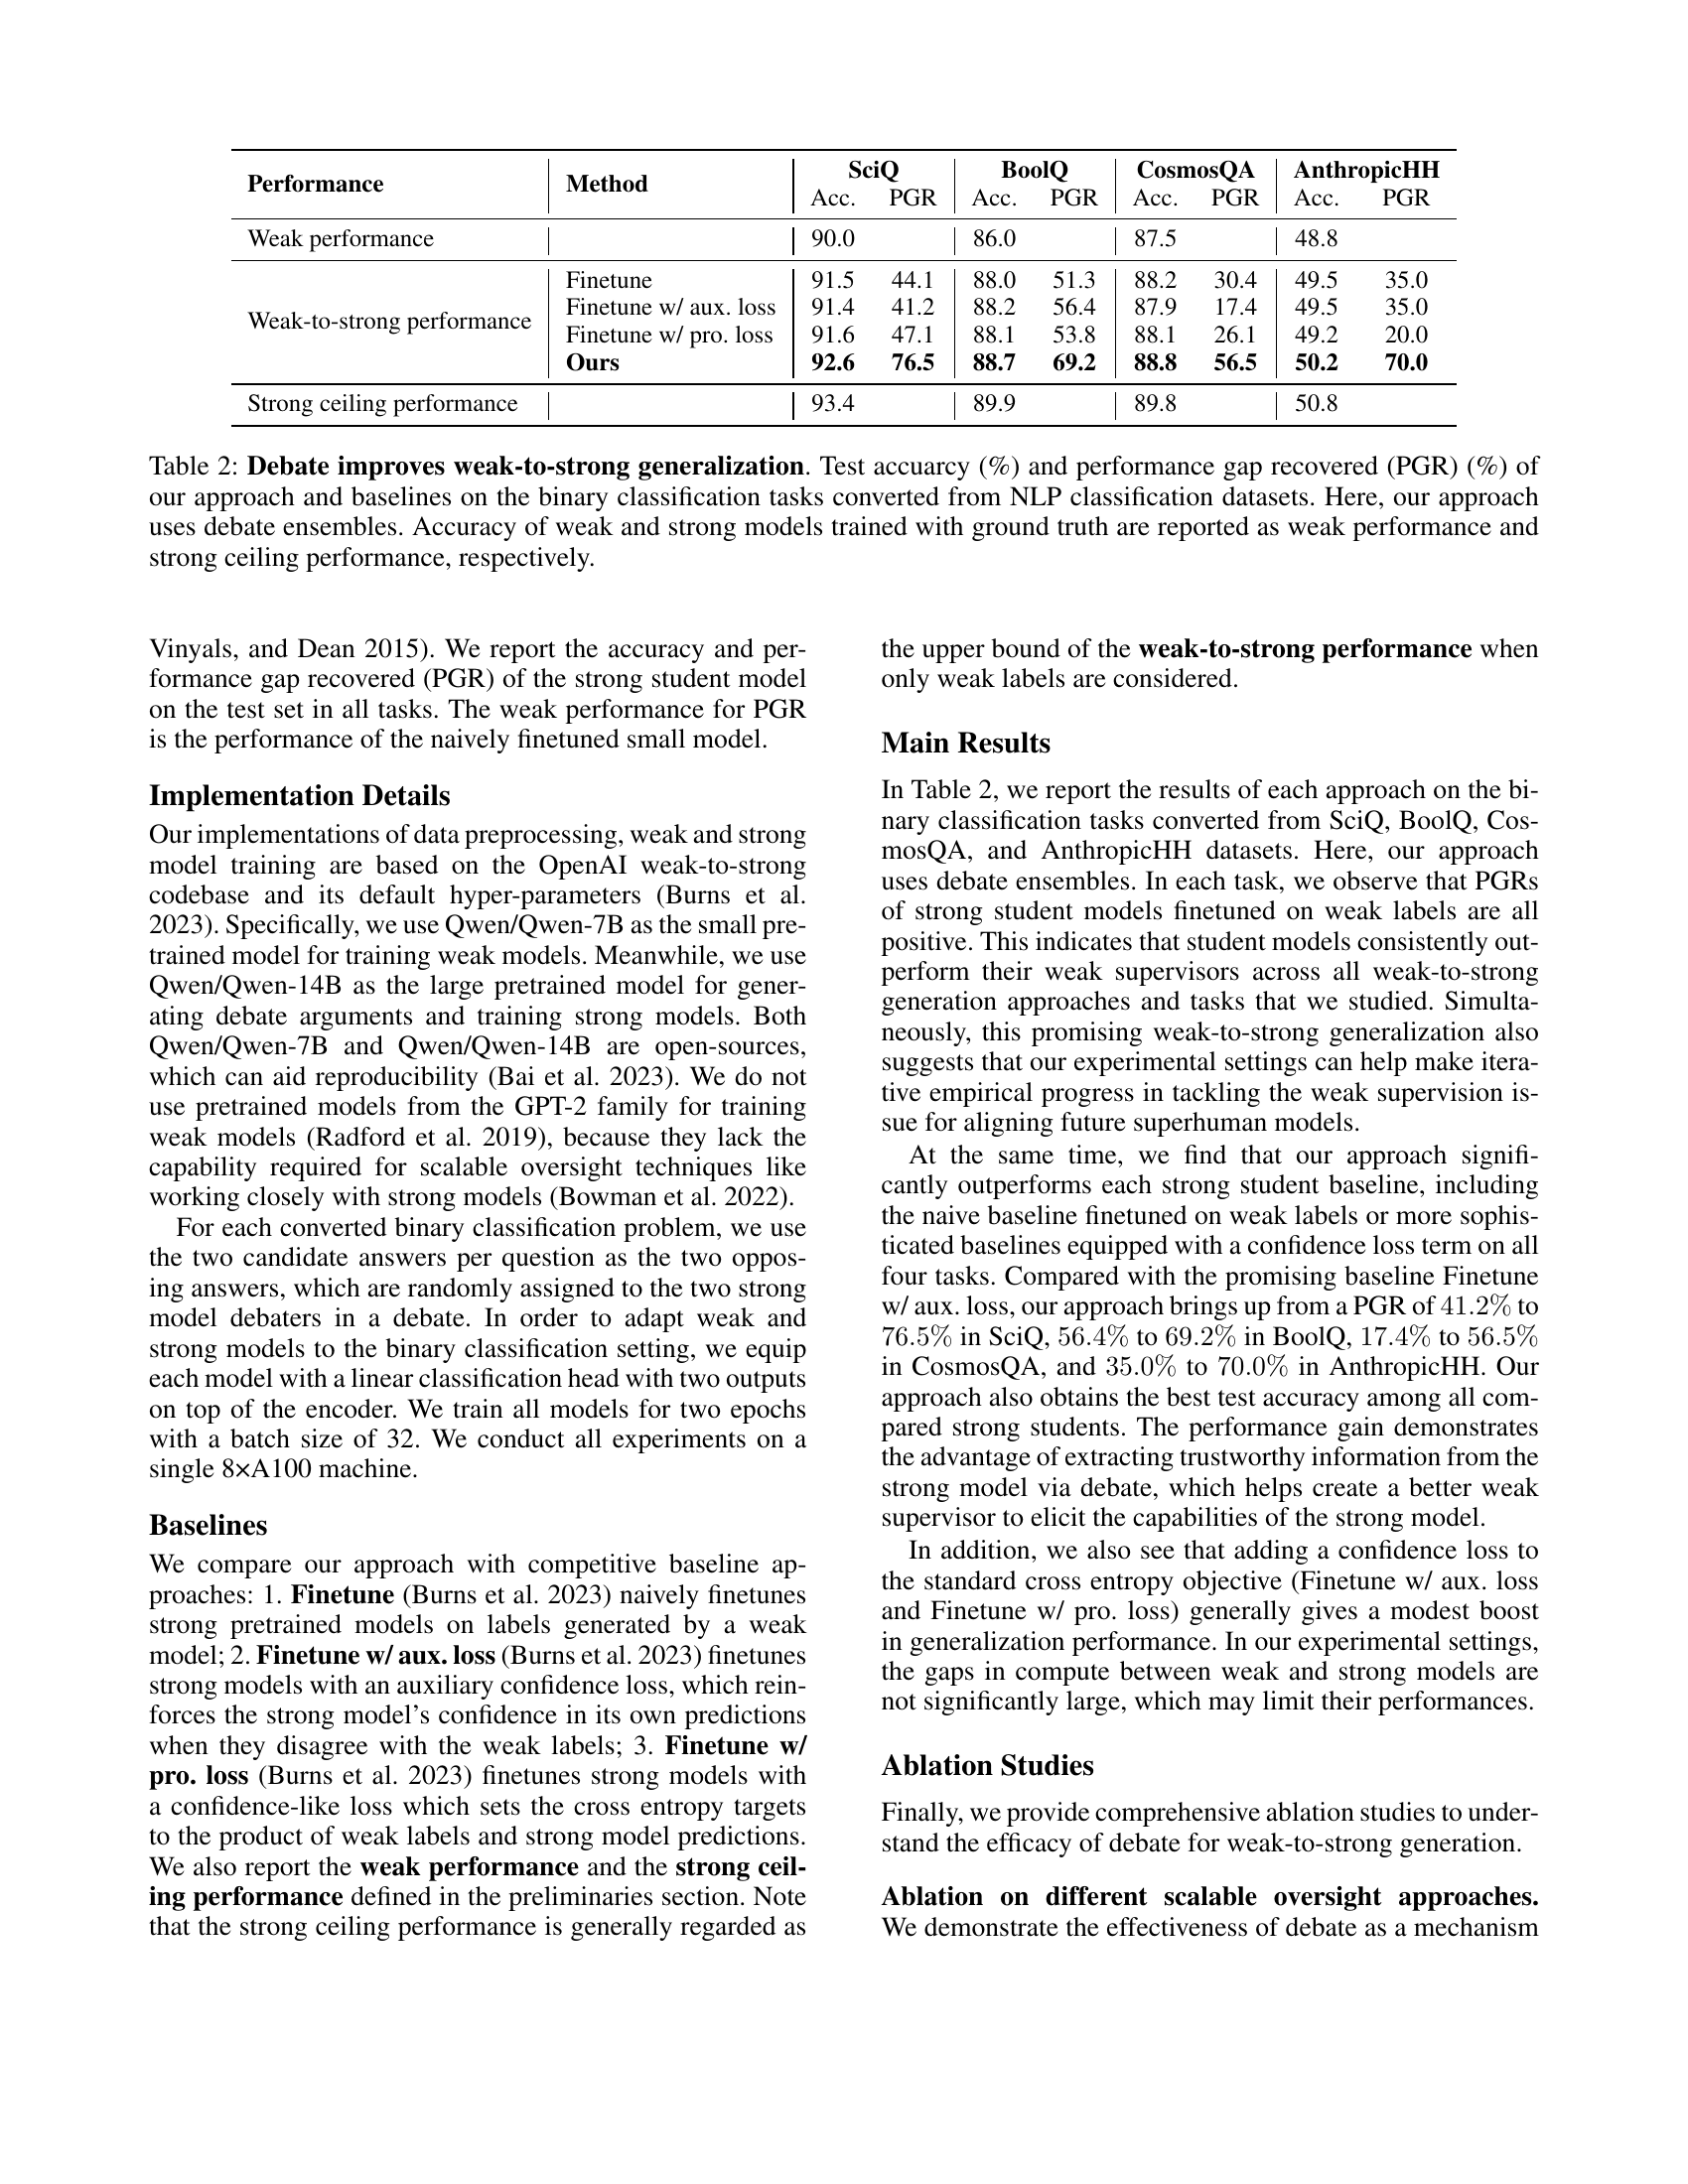 Performance Method SciQ BoolQ CosmosQA AnthropicHH
Acc. PGR Acc. PGR Acc. PGR Acc. PGR
Weak performance 90.0 86.0 87.5 48.8
Weak-to-strong performance
Finetune 91.5 44.1 88.0 51.3 88.2 30.4 49.5 35.0
Finetune w/ aux. loss 91.4 41.2 88.2 56.4 87.9 17.4 49.5 35.0
Finetune w/ pro. loss 91.6 47.1 88.1 53.8 88.1 26.1 49.2 20.0
Ours 92.6 76.5 88.7 69.2 88.8 56.5 50.2 70.0
Strong ceiling performance 93.4 89.9 89.8 50.8
Table 2: Debate improves weak-to-strong generalization. Test accuarcy (%) and performance gap recovered (PGR) (%) of
our approach and baselines on the binary classification tasks converted from NLP classification datasets. Here, our approach
uses debate ensembles. Accuracy of weak and strong models trained with ground truth are reported as weak performance and
strong ceiling performance, respectively.
Vinyals, and Dean 2015). We report the accuracy and per-
formance gap recovered (PGR) of the strong student model
on the test set in all tasks. The weak performance for PGR
is the performance of the naively finetuned small model.
Implementation Details
Our implementations of data preprocessing, weak and strong
model training are based on the OpenAI weak-to-strong
codebase and its default hyper-parameters (Burns et al.
2023). Specifically, we use Qwen/Qwen-7B as the small pre-
trained model for training weak models. Meanwhile, we use
Qwen/Qwen-14B as the large pretrained model for gener-
ating debate arguments and training strong models. Both
Qwen/Qwen-7B and Qwen/Qwen-14B are open-sources,
which can aid reproducibility (Bai et al. 2023). We do not
use pretrained models from the GPT-2 family for training
weak models (Radford et al. 2019), because they lack the
capability required for scalable oversight techniques like
working closely with strong models (Bowman et al. 2022).
For each converted binary classification problem, we use
the two candidate answers per question as the two oppos-
ing answers, which are randomly assigned to the two strong
model debaters in a debate. In order to adapt weak and
strong models to the binary classification setting, we equip
each model with a linear classification head with two outputs
on top of the encoder. We train all models for two epochs
with a batch size of 32. We conduct all experiments on a
single 8×A100 machine.
Baselines
We compare our approach with competitive baseline ap-
proaches: 1. Finetune (Burns et al. 2023) naively finetunes
strong pretrained models on labels generated by a weak
model; 2. Finetune w/ aux. loss (Burns et al. 2023) finetunes
strong models with an auxiliary confidence loss, which rein-
forces the strong model's confidence in its own predictions
when they disagree with the weak labels; 3. Finetune w/
pro. loss (Burns et al. 2023) finetunes strong models with
a confidence-like loss which sets the cross entropy targets
to the product of weak labels and strong model predictions.
We also report the weak performance and the strong ceil-
ing performance defined in the preliminaries section. Note
that the strong ceiling performance is generally regarded as
the upper bound of the weak-to-strong performance when
only weak labels are considered.
Main Results
In Table 2, we report the results of each approach on the bi-
nary classification tasks converted from SciQ, BoolQ, Cos-
mosQA, and AnthropicHH datasets. Here, our approach
uses debate ensembles. In each task, we observe that PGRs
of strong student models finetuned on weak labels are all
positive. This indicates that student models consistently out-
perform their weak supervisors across all weak-to-strong
generation approaches and tasks that we studied. Simulta-
neously, this promising weak-to-strong generalization also
suggests that our experimental settings can help make itera-
tive empirical progress in tackling the weak supervision is-
sue for aligning future superhuman models.
At the same time, we find that our approach signifi-
cantly outperforms each strong student baseline, including
the naive baseline finetuned on weak labels or more sophis-
ticated baselines equipped with a confidence loss term on all
four tasks. Compared with the promising baseline Finetune
w/ aux. loss, our approach brings up from a PGR of 41.2% to
76.5% in SciQ, 56.4% to 69.2% in BoolQ, 17.4% to 56.5%
in CosmosQA, and 35.0% to 70.0% in AnthropicHH. Our
approach also obtains the best test accuracy among all com-
pared strong students. The performance gain demonstrates
the advantage of extracting trustworthy information from the
strong model via debate, which helps create a better weak
supervisor to elicit the capabilities of the strong model.
In addition, we also see that adding a confidence loss to
the standard cross entropy objective (Finetune w/ aux. loss
and Finetune w/ pro. loss) generally gives a modest boost
in generalization performance. In our experimental settings,
the gaps in compute between weak and strong models are
not significantly large, which may limit their performances.
Ablation Studies
Finally, we provide comprehensive ablation studies to under-
stand the efficacy of debate for weak-to-strong generation.
Ablation on different scalable oversight approaches.
We demonstrate the effectiveness of debate as a mechanism